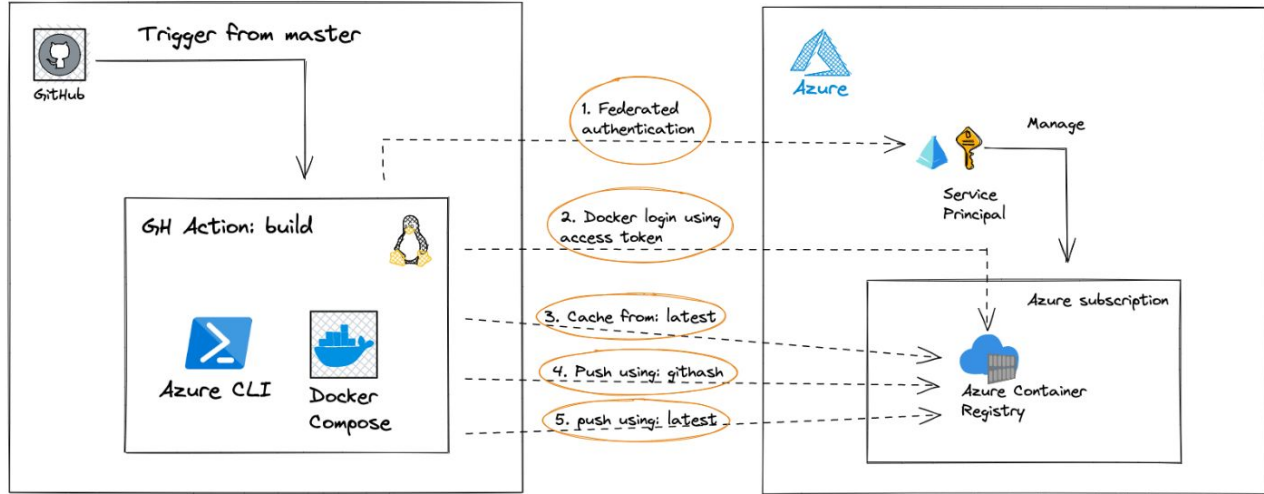 Trigger from master
GitHub
GH Action: build
Azure CLI
Docker
Compose
1. Federated
authentication
2. Docker login using
access token
3. Cache from: latest
4. Push using: githash
5. push using: latest
Azure
Manage
Service
Principal
Azure subscription
Azure Container
Registry